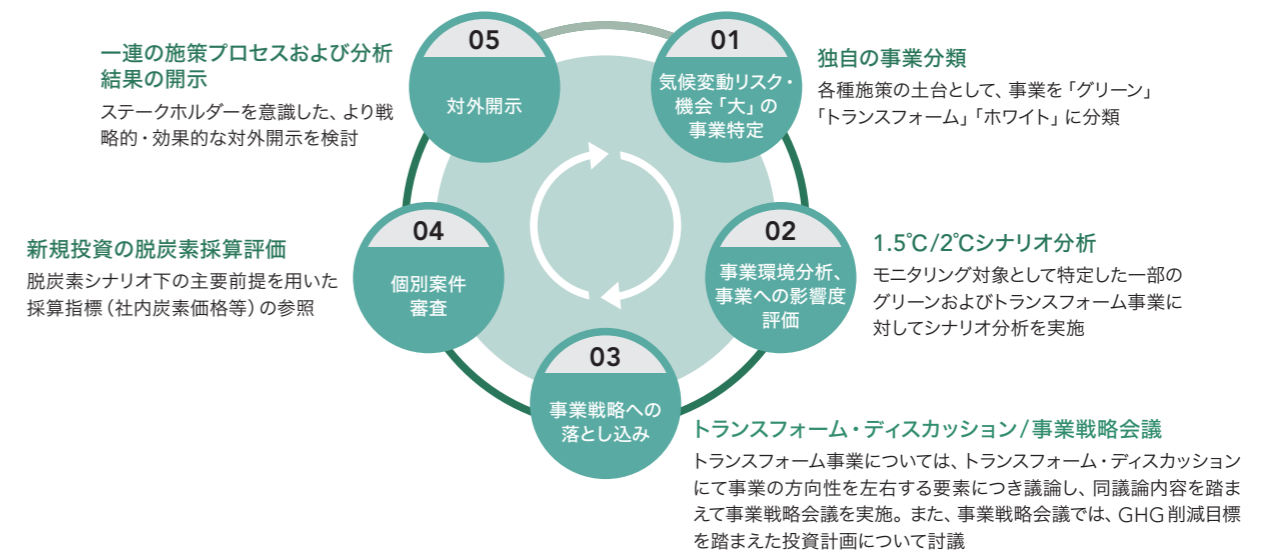 01
気候変動リスク・
機会「大」の
事業特定
独自の事業分類
各種施策の土台として、事業を「グリーン」
「トランスフォーム」「ホワイト」に分類
02
事業環境分析、
事業への影響度
評価
1.5℃/2℃シナリオ分析
モニタリング対象として特定した一部の
グリーンおよびトランスフォーム事業に
対してシナリオ分析を実施
03
事業戦略への
落とし込み
トランスフォーム・ディスカッション/事業戦略会議
トランスフォーム事業については、トランスフォーム・ディスカッション
にて事業の方向性を左右する要素につき議論し、同議論内容を踏ま
えて事業戦略会議を実施。また、事業戦略会議では、GHG削減目標
を踏まえた投資計画について討議
04
個別案件
審査
新規投資の脱炭素採算評価
脱炭素シナリオ下の主要前提を用いた
採算指標(社内炭素価格等)の参照
05
対外開示
一連の施策プロセスおよび分析
結果の開示
ステークホルダーを意識した、より戦
略的・効果的な対外開示を検討